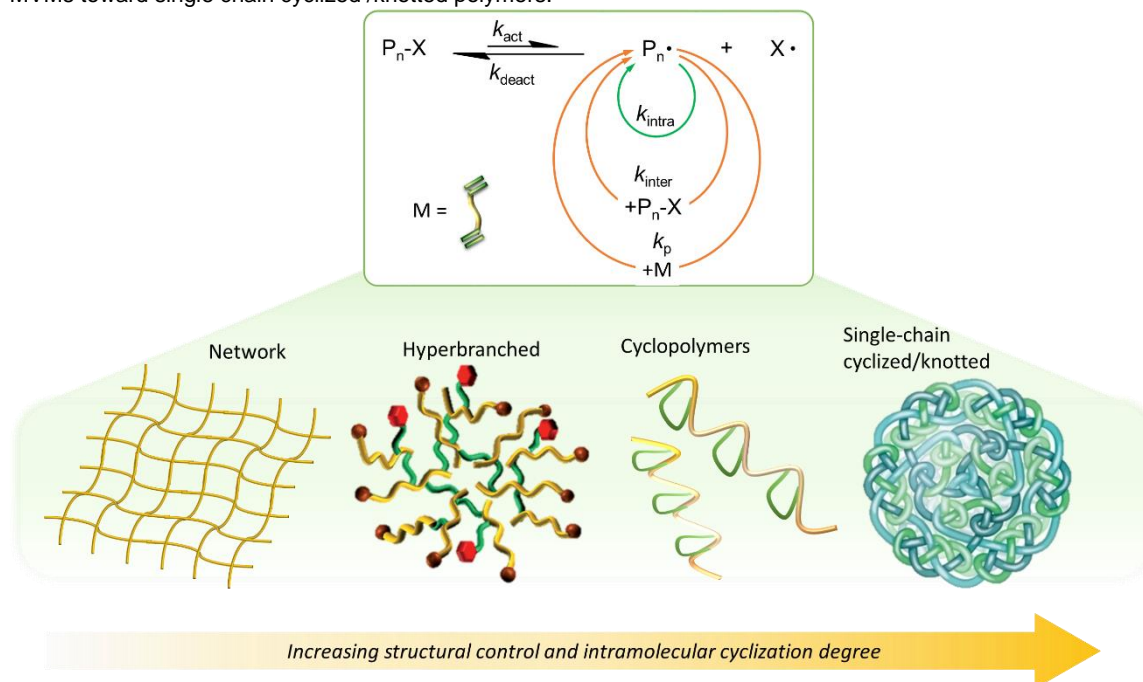 MVMs toward single-chain cyclized /knotted polymers.
kact
Pn-X Pn• + X•
kdeact
kintra
kinter
M = +Pn-X
kp
+M
Network Hyperbranched Cyclopolymers Single-chain
cyclized/knotted
Increasing structural control and intramolecular cyclization degree